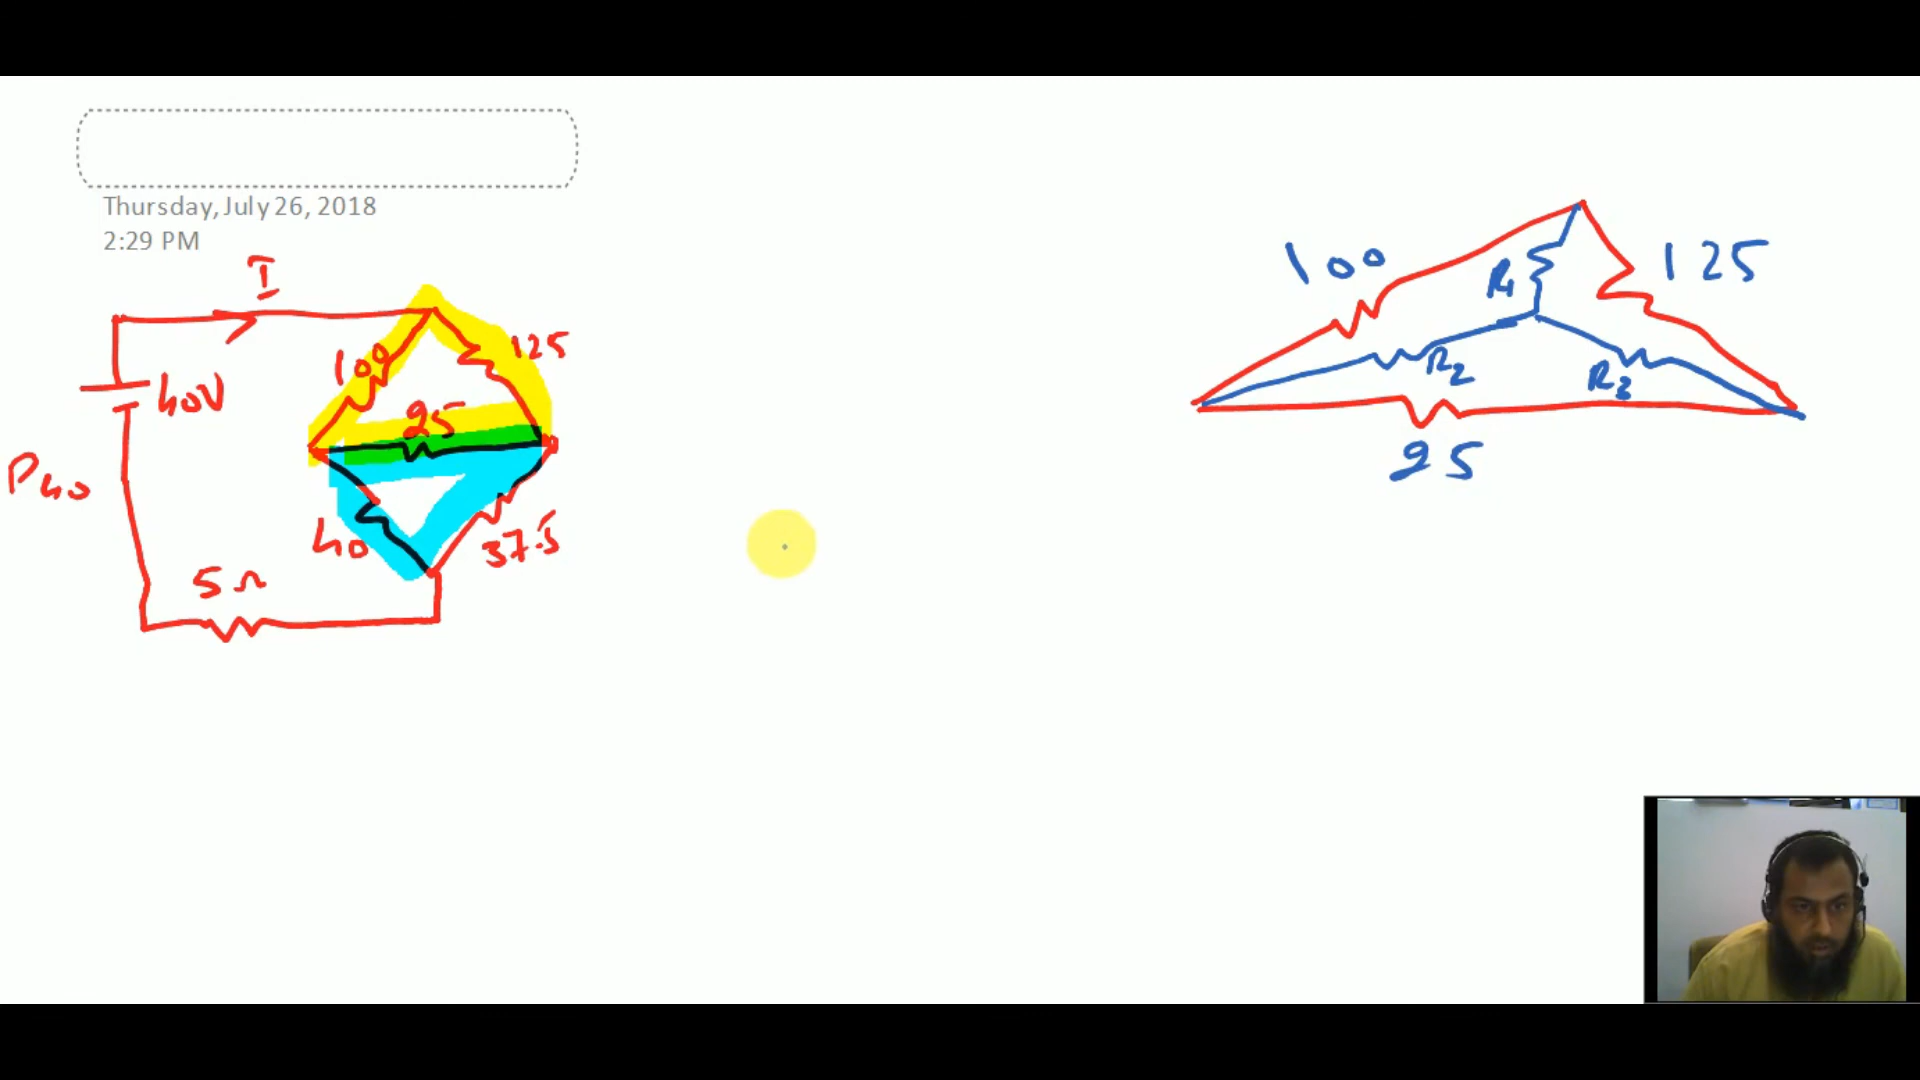 Thursday, July 26, 2018
2:29 PM
I
40V
P40
5Ω
100
125
25
40
37.5
100
125
R1
R2
R3
25